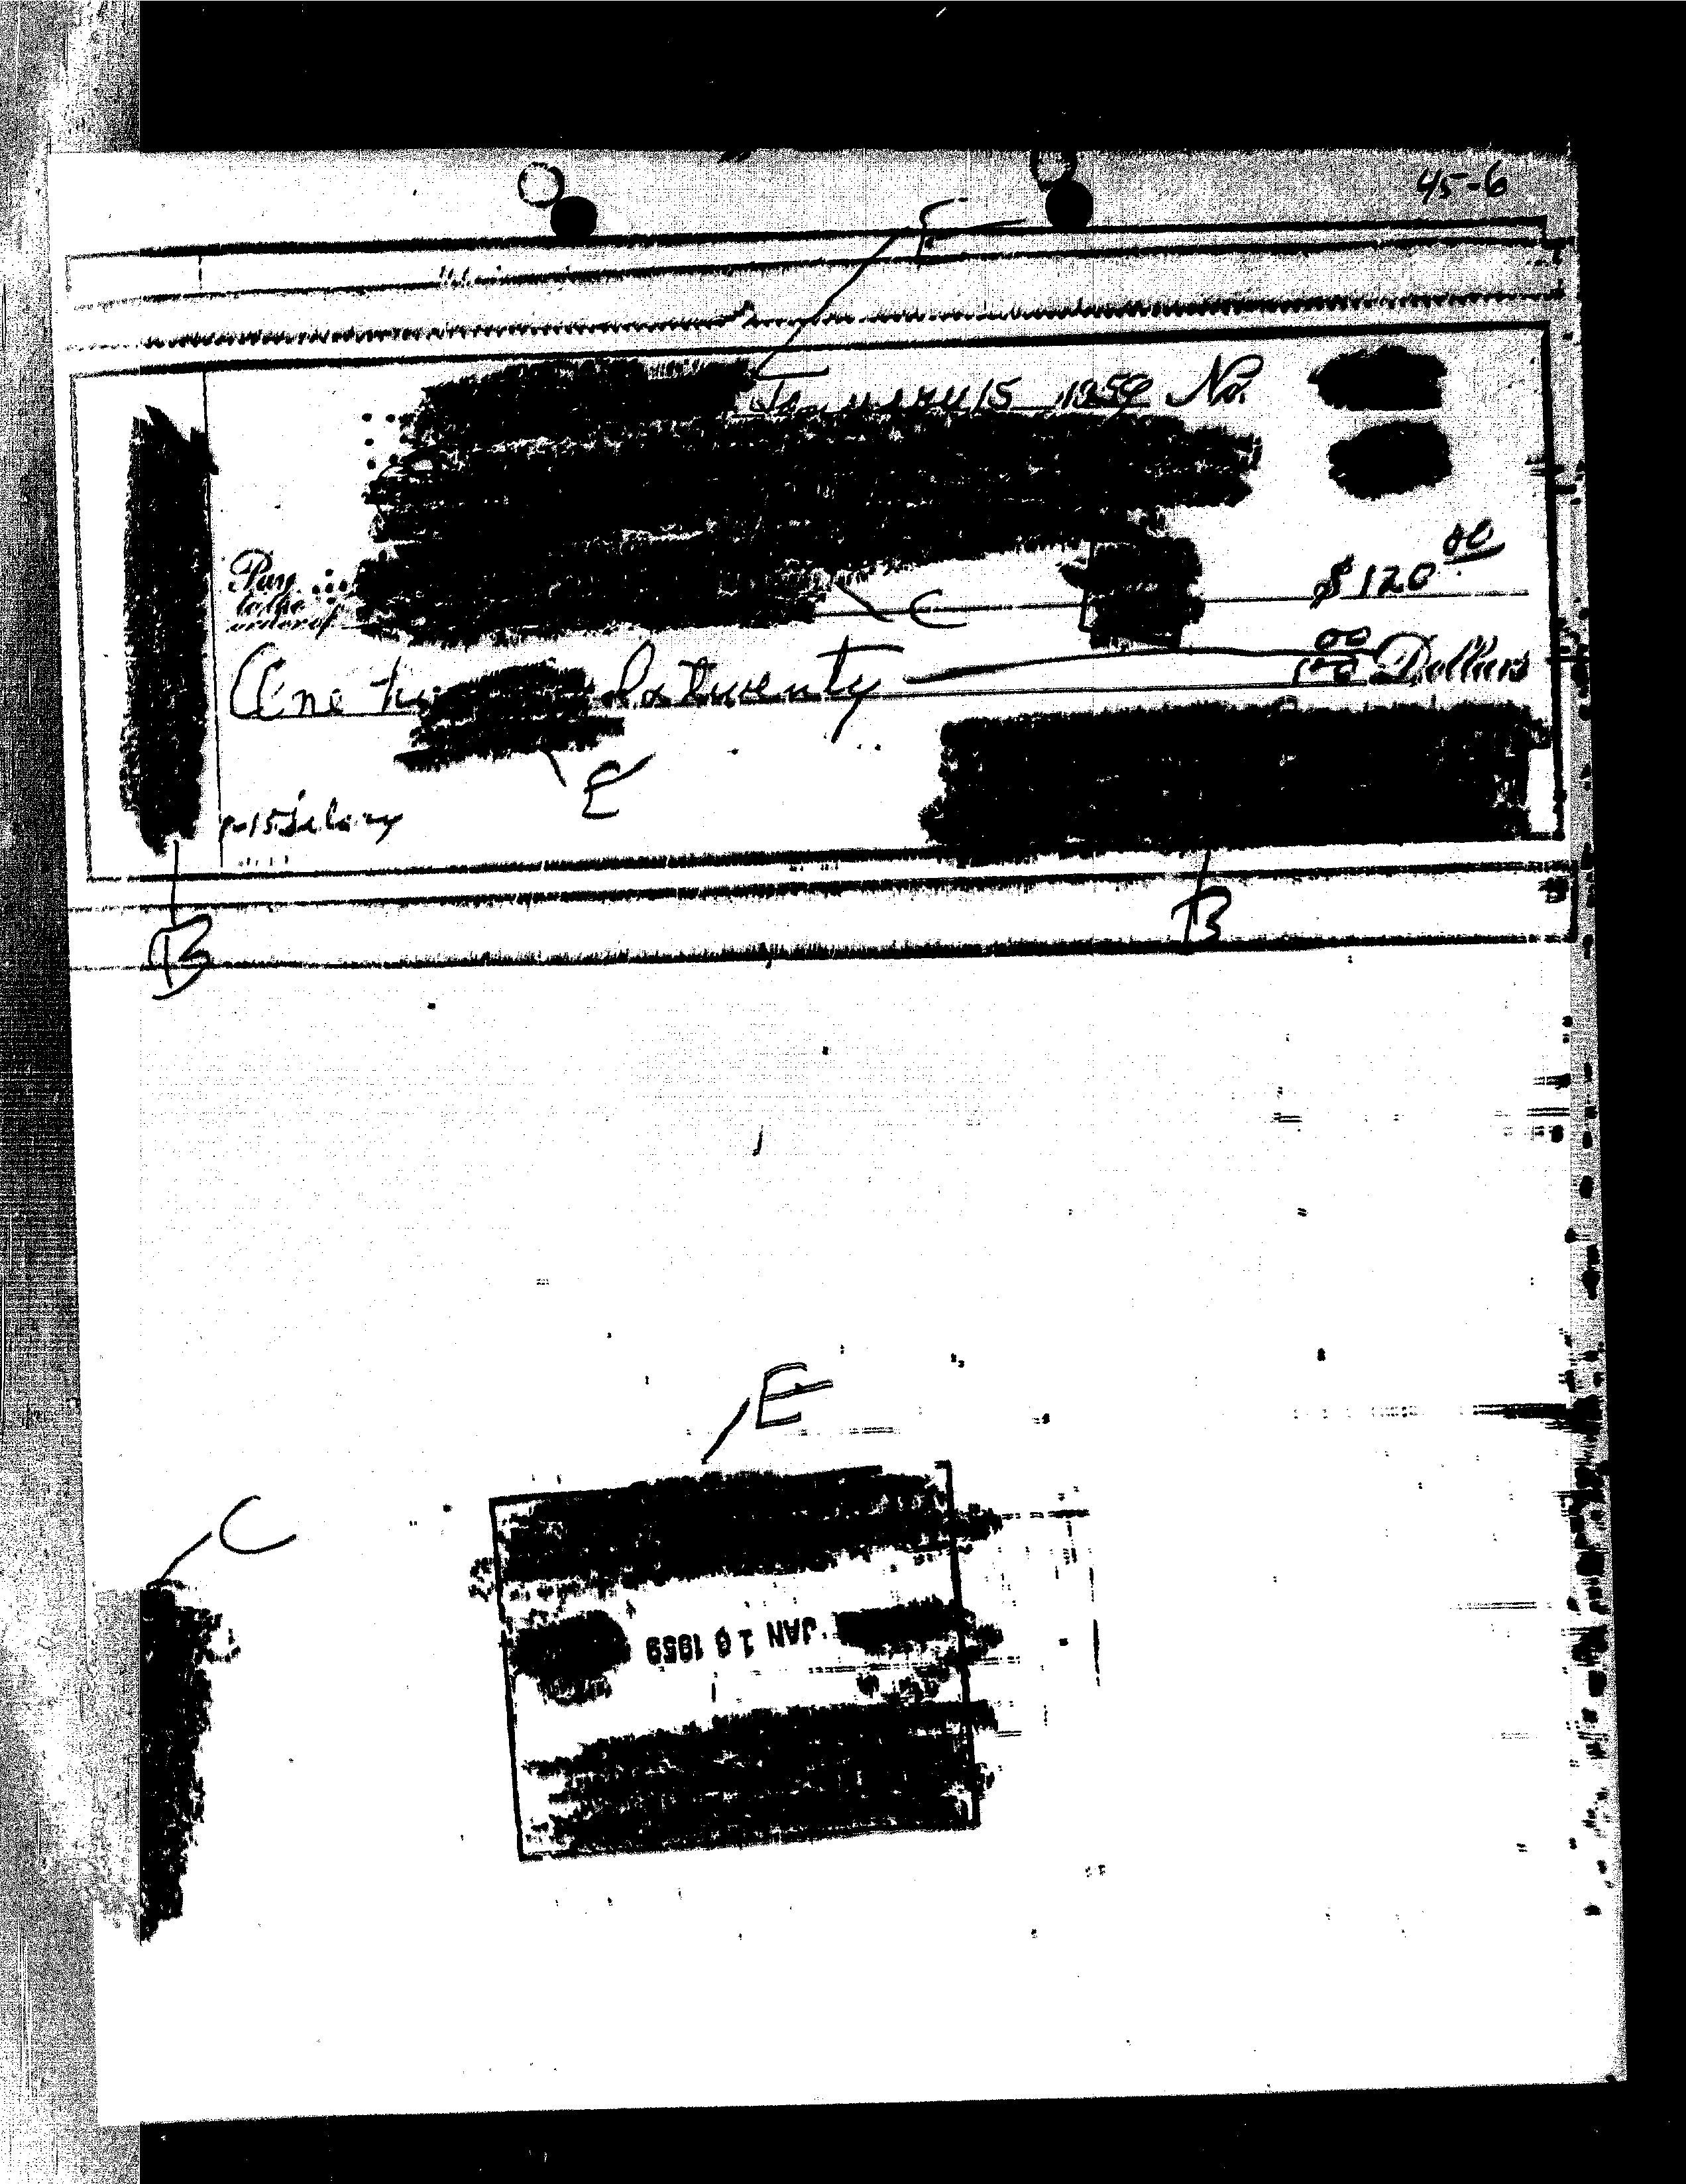 45-6
E
January 15 1959 No.
Pay
to the
order of
C
$120 00
One hu d twenty
00
100 Dollars
E
1-15 Salary
B
B
E
C
JAN 16 1959